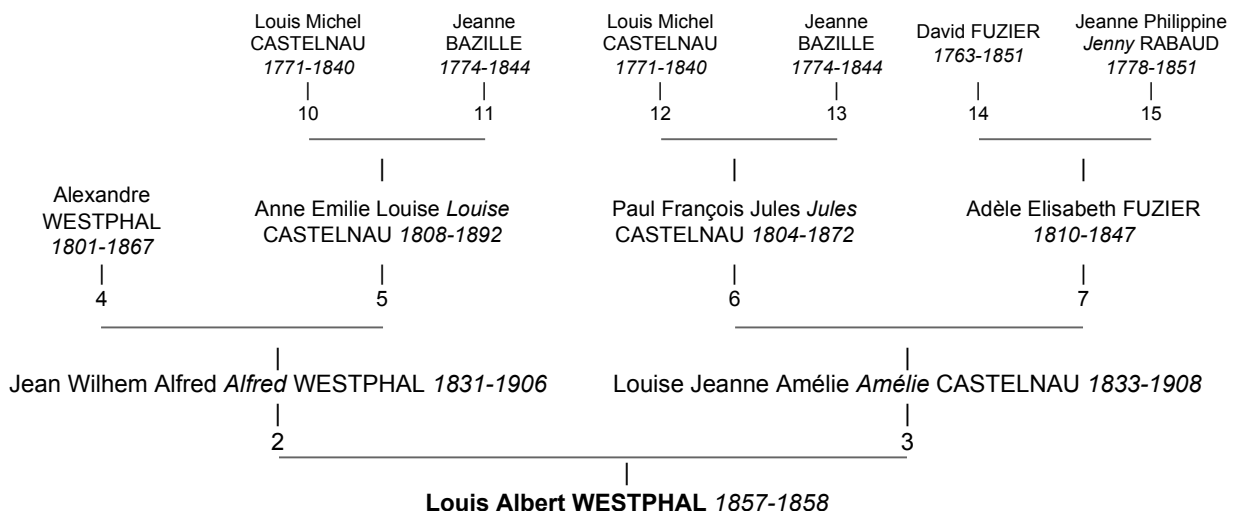 Louis Michel
CASTELNAU
1771-1840
Jeanne
BAZILLE
1774-1844
Louis Michel
CASTELNAU
1771-1840
Jeanne
BAZILLE
1774-1844
David FUZIER
1763-1851
Jeanne Philippine
Jenny RABAUD
1778-1851
10
11
12
13
14
15
Alexandre
WESTPHAL
1801-1867
Anne Emilie Louise Louise
CASTELNAU 1808-1892
Paul François Jules Jules
CASTELNAU 1804-1872
Adèle Elisabeth FUZIER
1810-1847
4
5
6
7
Jean Wilhem Alfred Alfred WESTPHAL 1831-1906
Louise Jeanne Amélie Amélie CASTELNAU 1833-1908
2
3
Louis Albert WESTPHAL 1857-1858